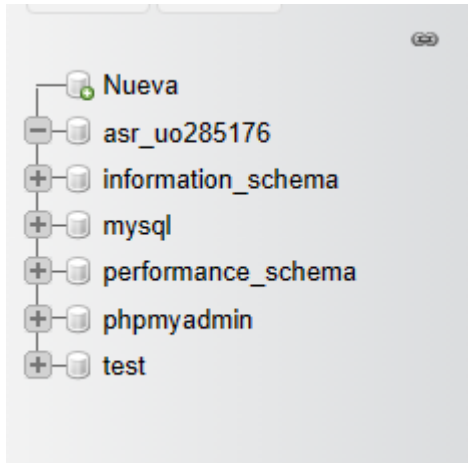 Nueva
asr_uo285176
information_schema
mysql
performance_schema
phpmyadmin
test